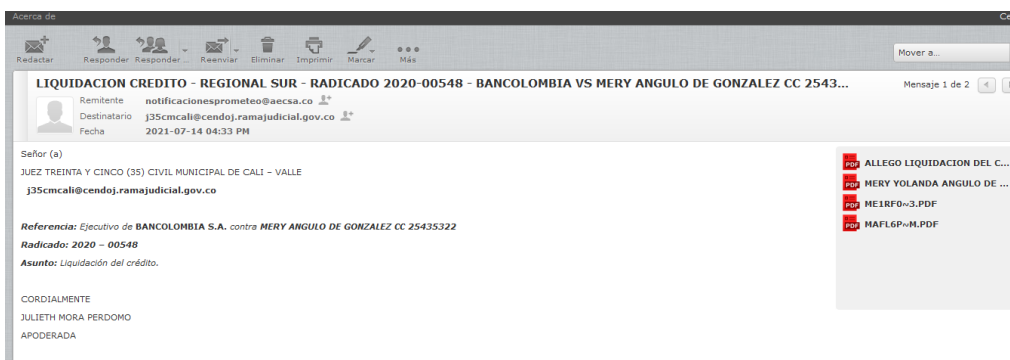 Acerca de
Ce
Redactar
Responder
Responder...
Reenviar
Eliminar
Imprimir
Marcar
Más
Mover a...
LIQUIDACION CREDITO - REGIONAL SUR - RADICADO 2020-00548 - BANCOLOMBIA VS MERY ANGULO DE GONZALEZ CC 2543...
Mensaje 1 de 2
Remitente notificacionesprometeo@aecsa.co
Destinatario j35cmcali@cendoj.ramajudicial.gov.co
Fecha 2021-07-14 04:33 PM
Señor (a)
JUEZ TREINTA Y CINCO (35) CIVIL MUNICIPAL DE CALI – VALLE
j35cmcali@cendoj.ramajudicial.gov.co
Referencia: Ejecutivo de BANCOLOMBIA S.A. contra MERY ANGULO DE GONZALEZ CC 25435322
Radicado: 2020 – 00548
Asunto: Liquidación del crédito.
CORDIALMENTE
JULIETH MORA PERDOMO
APODERADA
PDF ALLEGO LIQUIDACION DEL C...
PDF MERY YOLANDA ANGULO DE ...
PDF ME1RF0~3.PDF
PDF MAFL6P~M.PDF